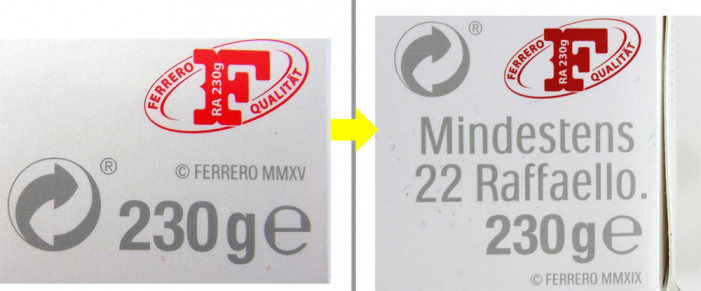 FERRERO
RA 230g
QUALITÄT
®
© FERRERO MMXV
230g℮
®
FERRERO
RA 230g
QUALITÄT
Mindestens
22 Raffaello.
230g℮
© FERRERO MMXIX